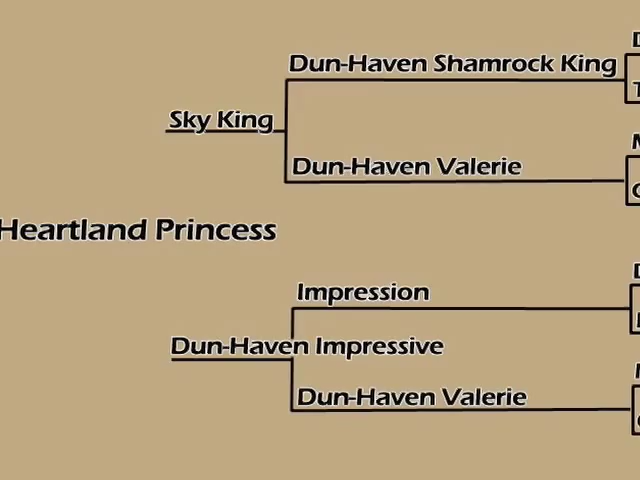 Dun-Haven Shamrock King
Sky King
Dun-Haven Valerie
Heartland Princess
Impression
Dun-Haven Impressive
Dun-Haven Valerie